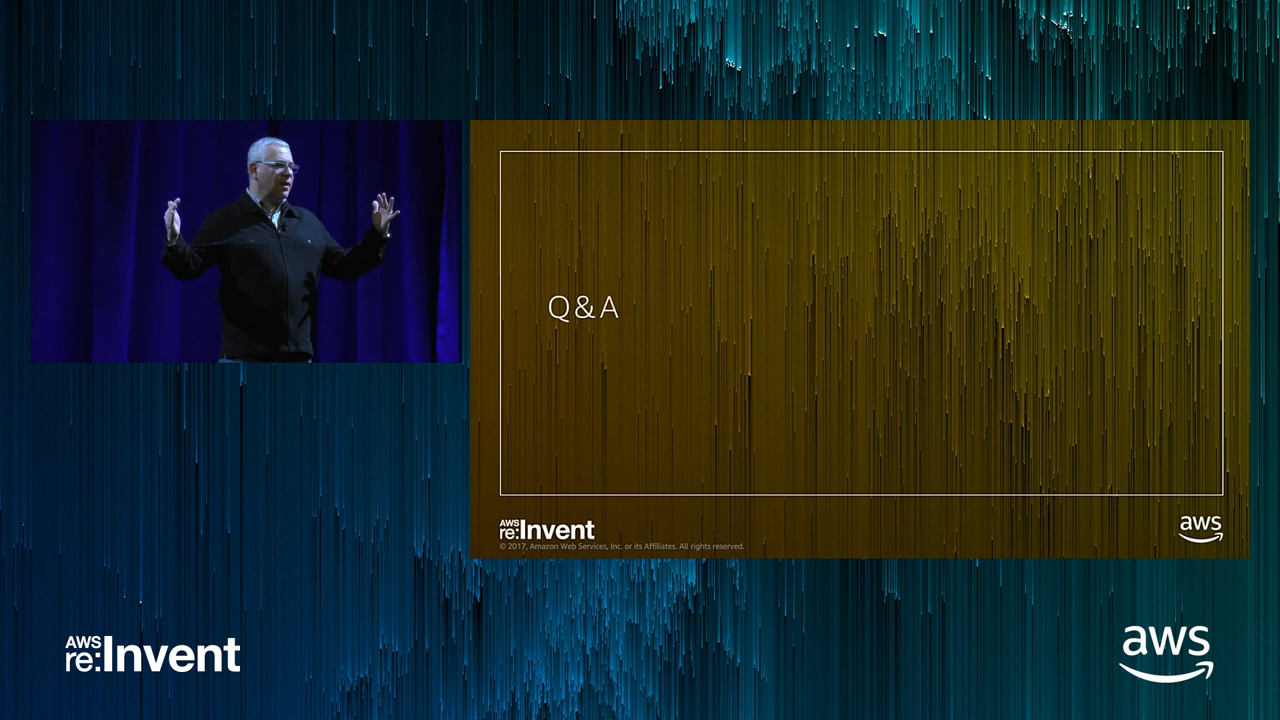 Q&A
AWS
re:Invent
© 2017, Amazon Web Services, Inc. or its Affiliates. All rights reserved.
aws
AWS
re:Invent
aws